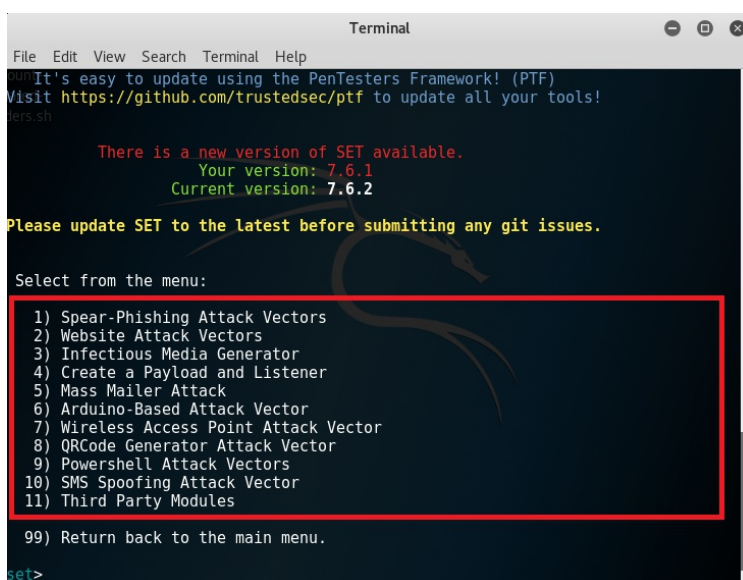 Terminal
File Edit View Search Terminal Help
It's easy to update using the PenTesters Framework! (PTF)
Visit https://github.com/trustedsec/ptf to update all your tools!
ders.sh
There is a new version of SET available.
Your version: 7.6.1
Current version: 7.6.2
Please update SET to the latest before submitting any git issues.
Select from the menu:
1) Spear-Phishing Attack Vectors
2) Website Attack Vectors
3) Infectious Media Generator
4) Create a Payload and Listener
5) Mass Mailer Attack
6) Arduino-Based Attack Vector
7) Wireless Access Point Attack Vector
8) QRCode Generator Attack Vector
9) Powershell Attack Vectors
10) SMS Spoofing Attack Vector
11) Third Party Modules
99) Return back to the main menu.
set>